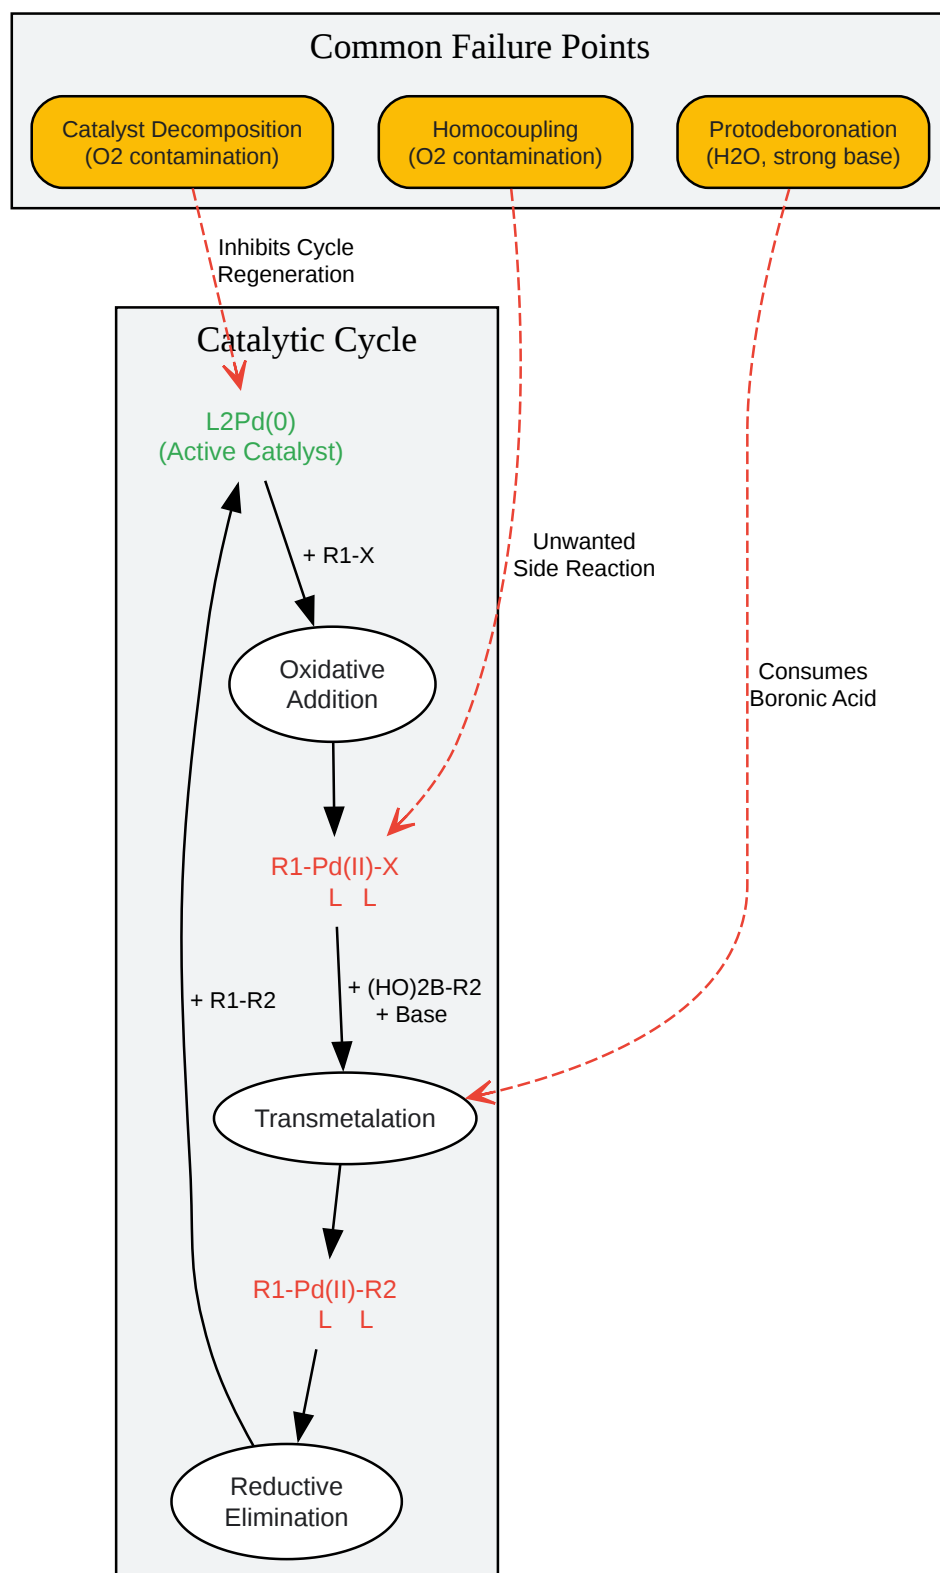 Common Failure Points
Catalyst Decomposition
(O2 contamination)
Homocoupling
(O2 contamination)
Protodeboronation
(H2O, strong base)
Inhibits Cycle
Regeneration
Catalytic Cycle
L2Pd(0)
(Active Catalyst)
+ R1-X
Unwanted
Side Reaction
Oxidative
Addition
Consumes
Boronic Acid
R1-Pd(II)-X
L L
+ R1-R2
+ (HO)2B-R2
+ Base
Transmetalation
R1-Pd(II)-R2
L L
Reductive
Elimination